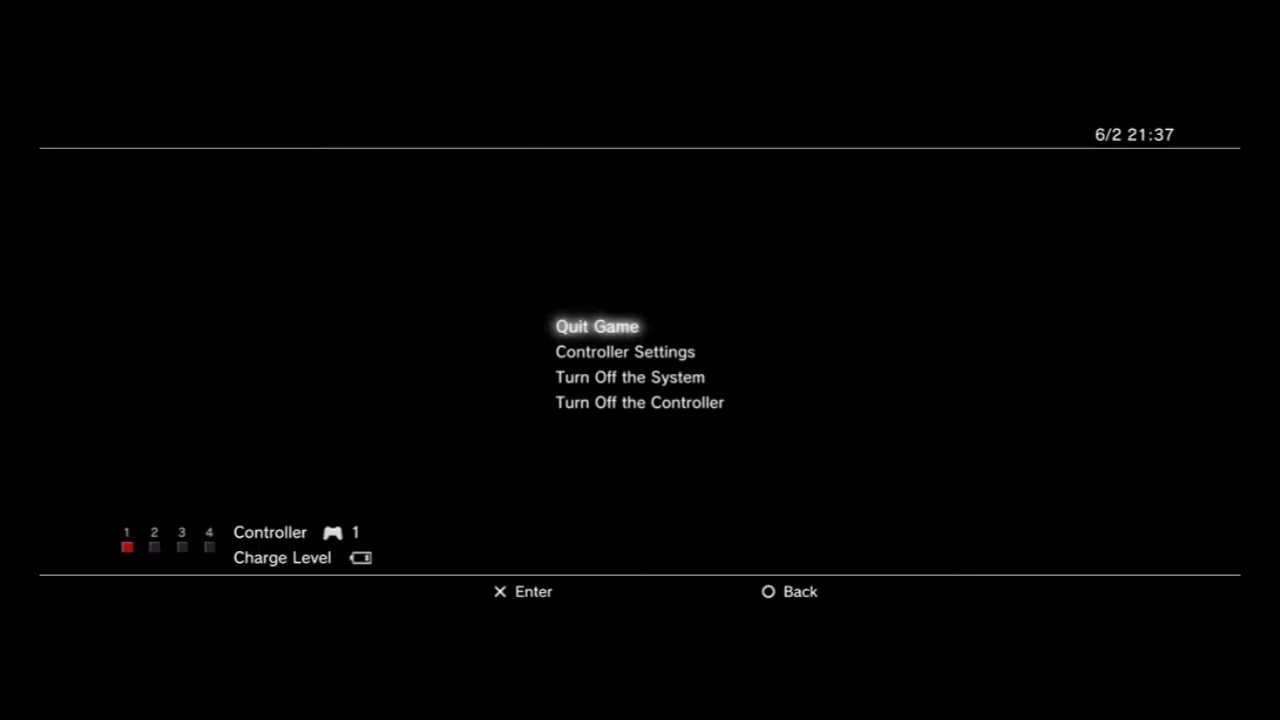 6/2 21:37
Quit Game
Controller Settings
Turn Off the System
Turn Off the Controller
1 2 3 4 Controller 1
Charge Level
Enter Back